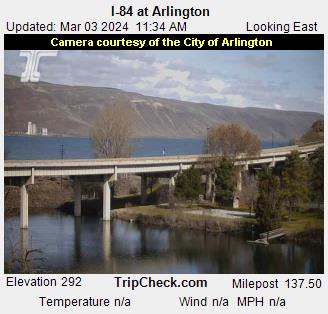 I-84 at Arlington
Updated: Mar 03 2024 11:34 AM Looking East
Camera courtesy of the City of Arlington
Elevation 292 TripCheck.com Milepost 137.50
Temperature n/a Wind n/a MPH n/a